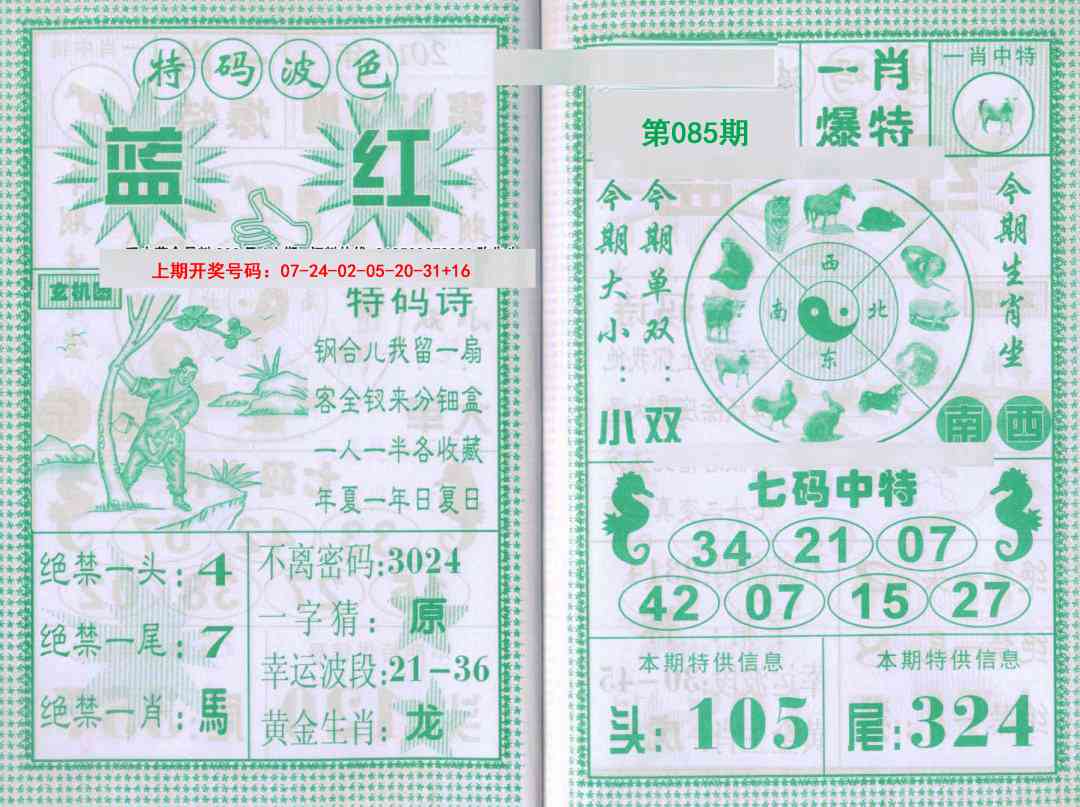 特码波色
蓝 红
上期开奖号码：07-24-02-05-20-31+16
特码诗
钢合儿我留一扇
客全钗来分钿盒
一人一半各收藏
年夏一年日复日
绝禁一头：4
绝禁一尾：7
绝禁一肖：馬
不离密码:3024
一字猜：原
幸运波段:21-36
黄金生肖：龙
第085期
一肖
爆特
一肖中特
今期大小：小
今期单双：双
西
南 北
东
今期生肖坐
南 西
七码中特
34 21 07
42 07 15 27
本期特供信息
头：105
本期特供信息
尾:324